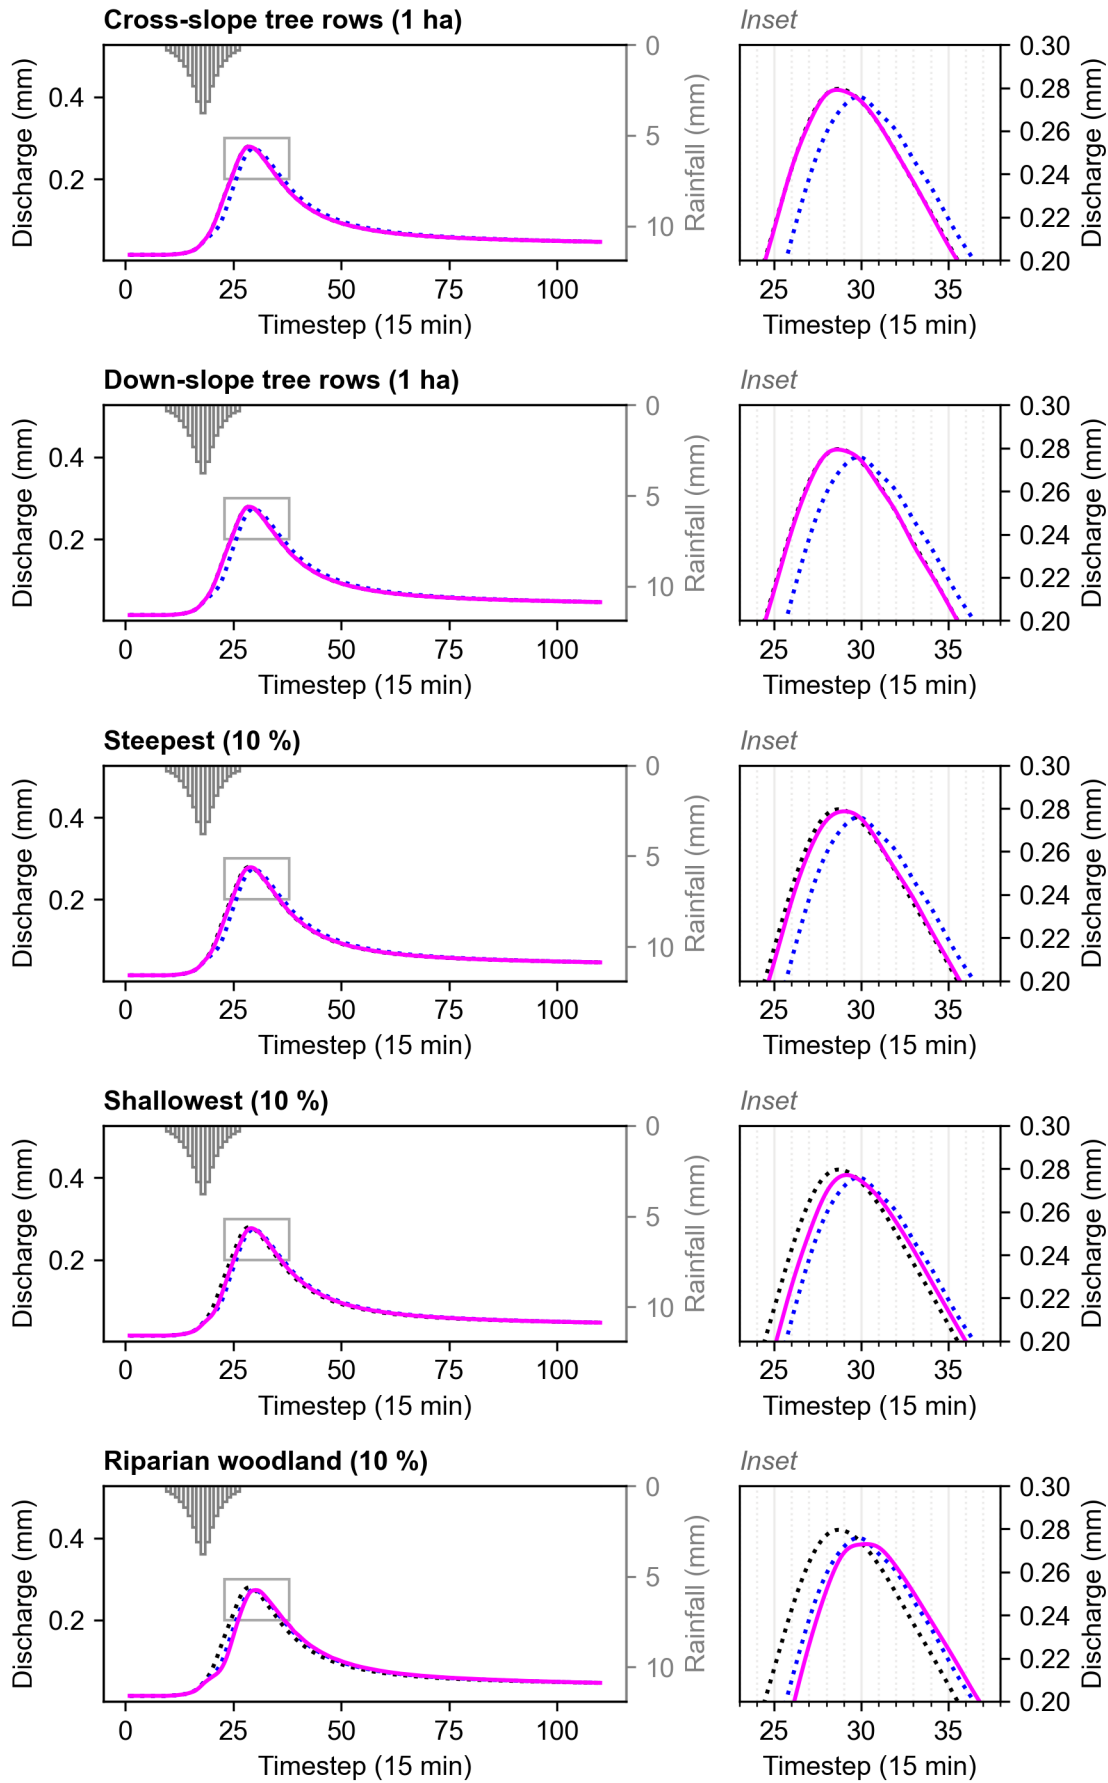 Cross-slope tree rows (1 ha)
Inset
Discharge (mm)
0.4
0.2
0
5
10
Rainfall (mm)
0.30
0.28
0.26
0.24
0.22
0.20
Discharge (mm)
0 25 50 75 100
25 30 35
Timestep (15 min)
Timestep (15 min)
Down-slope tree rows (1 ha)
Inset
Discharge (mm)
0.4
0.2
0
5
10
Rainfall (mm)
0.30
0.28
0.26
0.24
0.22
0.20
Discharge (mm)
0 25 50 75 100
25 30 35
Timestep (15 min)
Timestep (15 min)
Steepest (10 %)
Inset
Discharge (mm)
0.4
0.2
0
5
10
Rainfall (mm)
0.30
0.28
0.26
0.24
0.22
0.20
Discharge (mm)
0 25 50 75 100
25 30 35
Timestep (15 min)
Timestep (15 min)
Shallowest (10 %)
Inset
Discharge (mm)
0.4
0.2
0
5
10
Rainfall (mm)
0.30
0.28
0.26
0.24
0.22
0.20
Discharge (mm)
0 25 50 75 100
25 30 35
Timestep (15 min)
Timestep (15 min)
Riparian woodland (10 %)
Inset
Discharge (mm)
0.4
0.2
0
5
10
Rainfall (mm)
0.30
0.28
0.26
0.24
0.22
0.20
Discharge (mm)
0 25 50 75 100
25 30 35
Timestep (15 min)
Timestep (15 min)